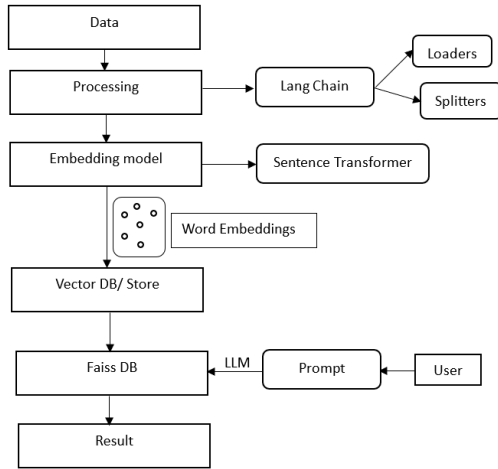 Data
Processing
Lang Chain
Loaders
Splitters
Embedding model
Sentence Transformer
Word Embeddings
Vector DB/ Store
Faiss DB
LLM
Prompt
User
Result